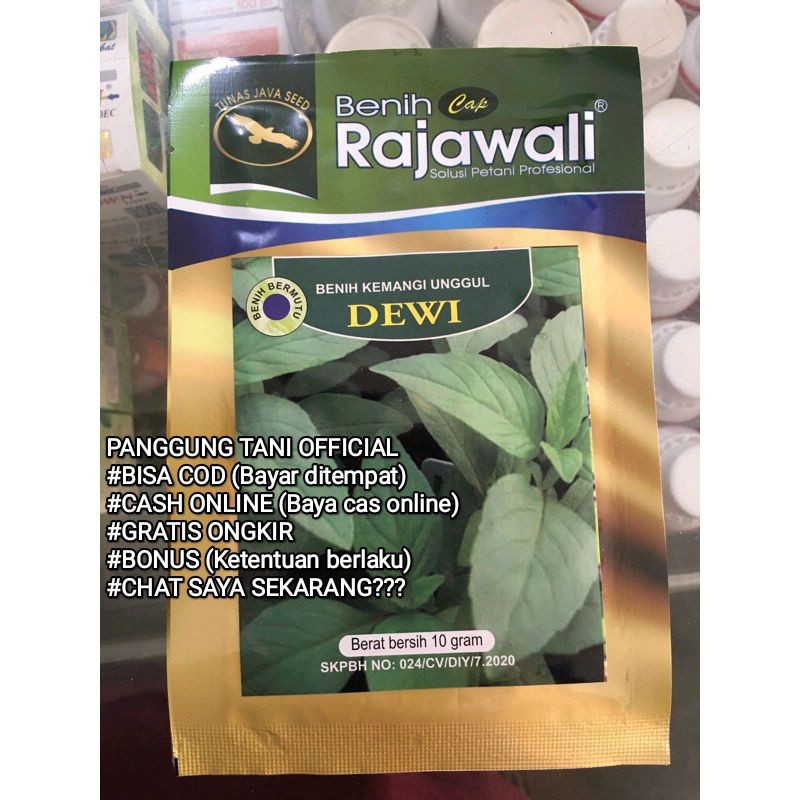 TUNAS JAVA SEED
Benih Cap
Rajawali®
Solusi Petani Profesional
BENIH BERMUTU
BENIH KEMANGI UNGGUL
DEWI
PANGGUNG TANI OFFICIAL
#BISA COD (Bayar ditempat)
#CASH ONLINE (Baya cas online)
#GRATIS ONGKIR
#BONUS (Ketentuan berlaku)
#CHAT SAYA SEKARANG???
Berat bersih 10 gram
SKPBH NO: 024/CV/DIY/7.2020